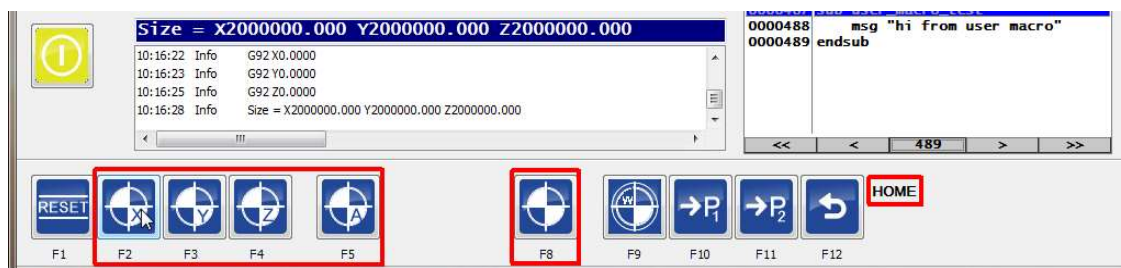 Size = X2000000.000 Y2000000.000 Z2000000.000
10:16:22 Info G92 X0.0000
10:16:23 Info G92 Y0.0000
10:16:25 Info G92 Z0.0000
10:16:28 Info Size = X2000000.000 Y2000000.000 Z2000000.000
0000487 sub user_macro_test
0000488 msg "hi from user macro"
0000489 endsub
<< < 489 > >>
RESET X Y Z A W →P1 →P2 HOME
F1 F2 F3 F4 F5 F8 F9 F10 F11 F12